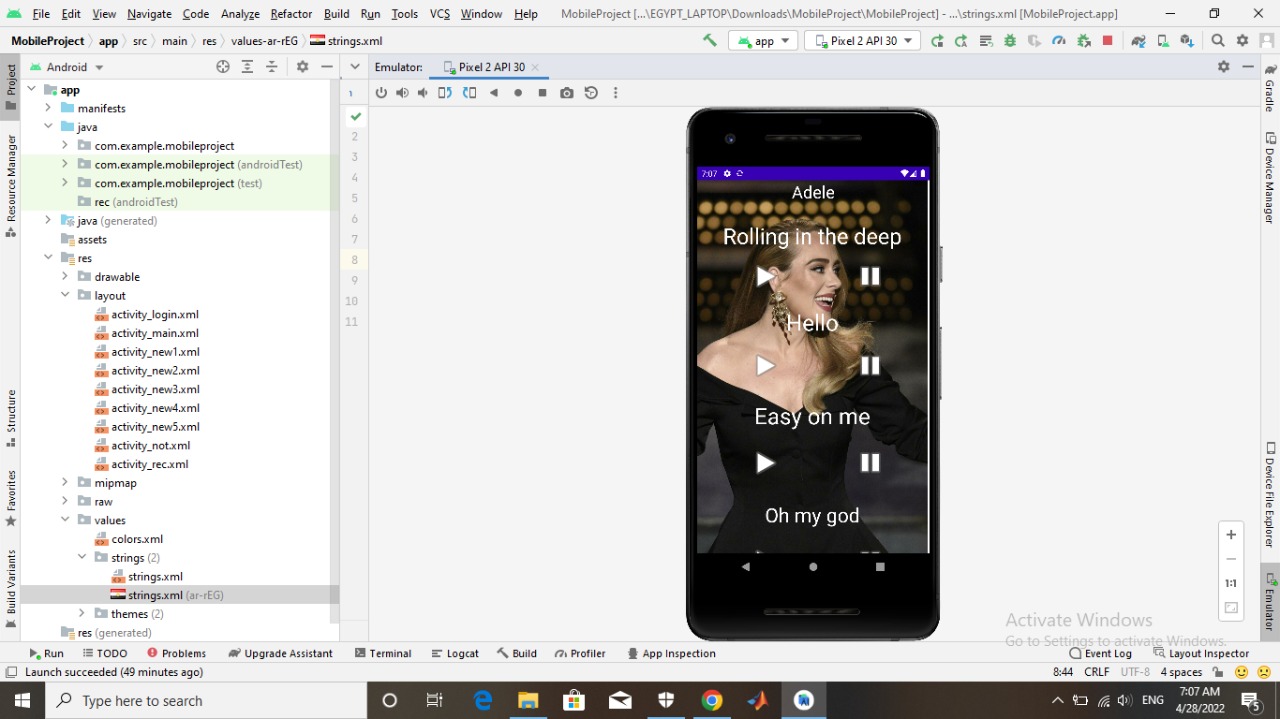 File Edit View Navigate Code Analyze Refactor Build Run Tools VCS Window Help MobileProject [...\EGYPT_LAPTOP\Downloads\MobileProject\MobileProject] - ...\strings.xml [MobileProject.app]
MobileProject app src main res values-ar-rEG strings.xml app Pixel 2 API 30
Android
Emulator: Pixel 2 API 30
Project
Resource Manager
Structure
Favorites
Build Variants
app
manifests
java
com.example.mobileproject
com.example.mobileproject (androidTest)
com.example.mobileproject (test)
rec (androidTest)
java (generated)
assets
res
drawable
layout
activity_login.xml
activity_main.xml
activity_new1.xml
activity_new2.xml
activity_new3.xml
activity_new4.xml
activity_new5.xml
activity_not.xml
activity_rec.xml
mipmap
raw
values
colors.xml
strings (2)
strings.xml
strings.xml (ar-rEG)
themes (2)
res (generated)
1
2
3
4
5
6
7
8
9
10
11
7:07
Adele
Rolling in the deep
Hello
Easy on me
Oh my god
1:1
Gradle
Device Manager
Device File Explorer
Emulator
Activate Windows
Go to Settings to activate Windows.
Run TODO Problems Upgrade Assistant Terminal Logcat Build Profiler App Inspection Event Log Layout Inspector
Launch succeeded (49 minutes ago) 8:44 CRLF UTF-8 4 spaces
Type here to search ENG 7:07 AM
4/28/2022 5